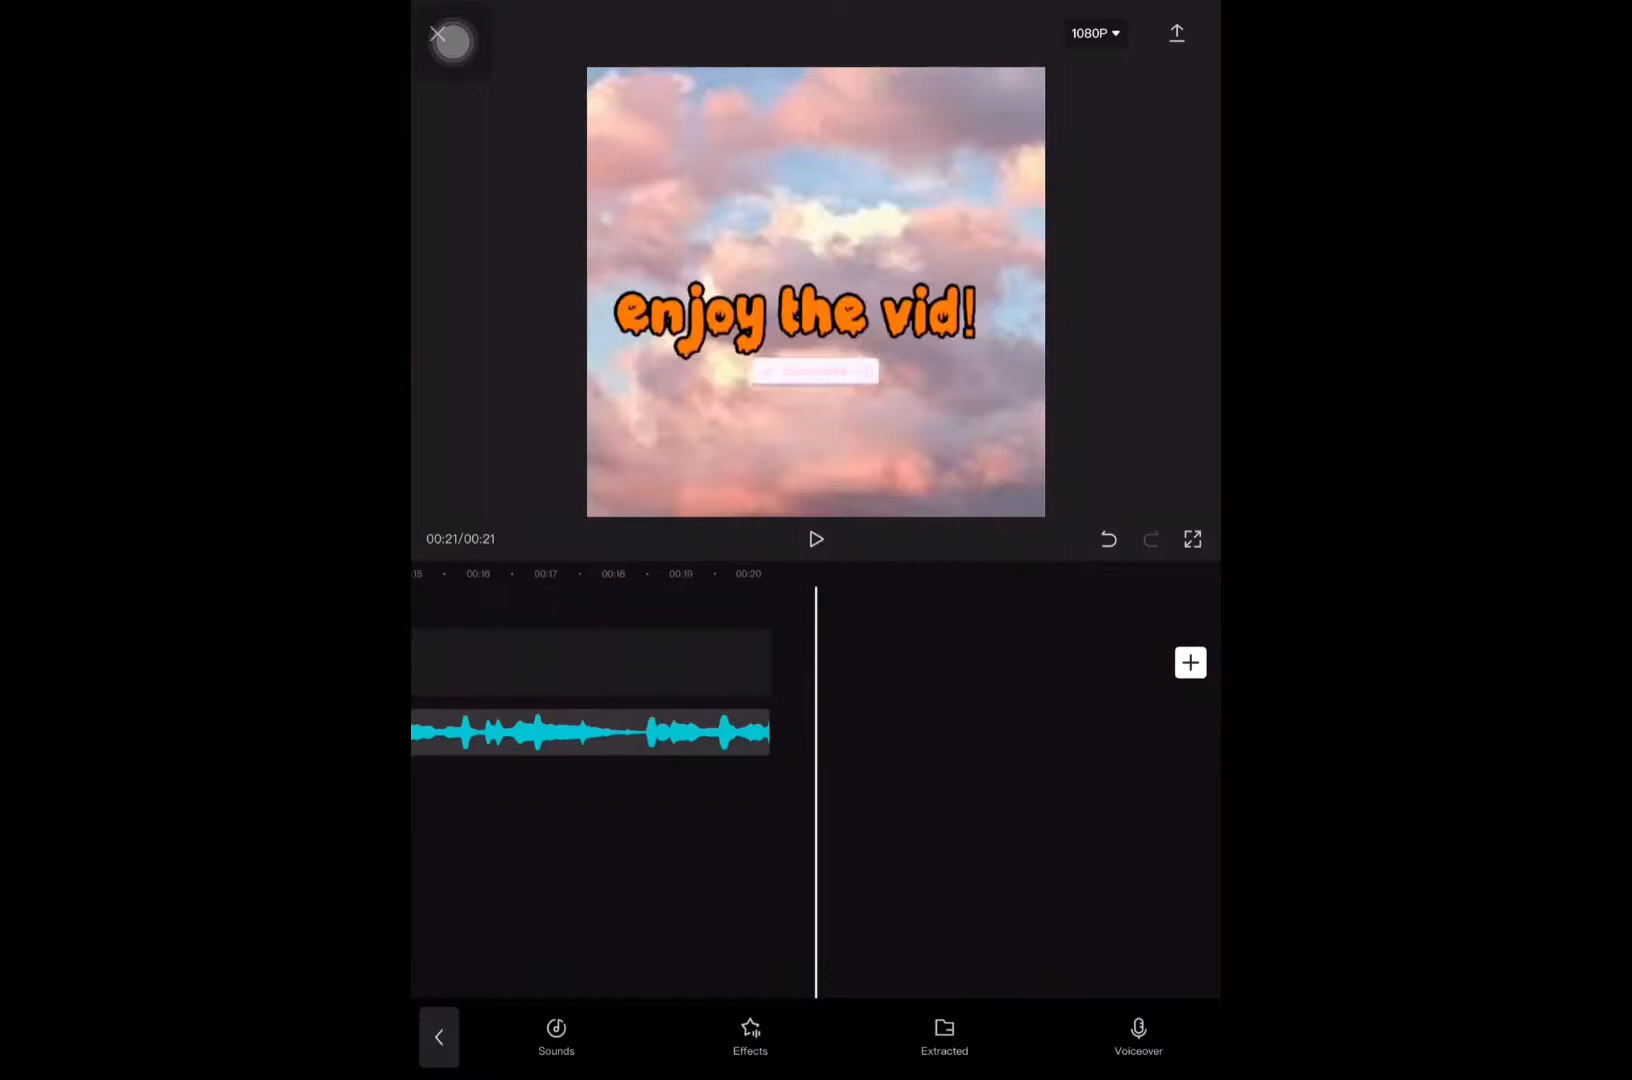 1080P
enjoy the vid!
00:21/00:21
00:16 00:17 00:18 00:19 00:20
Sounds Effects Extracted Voiceover